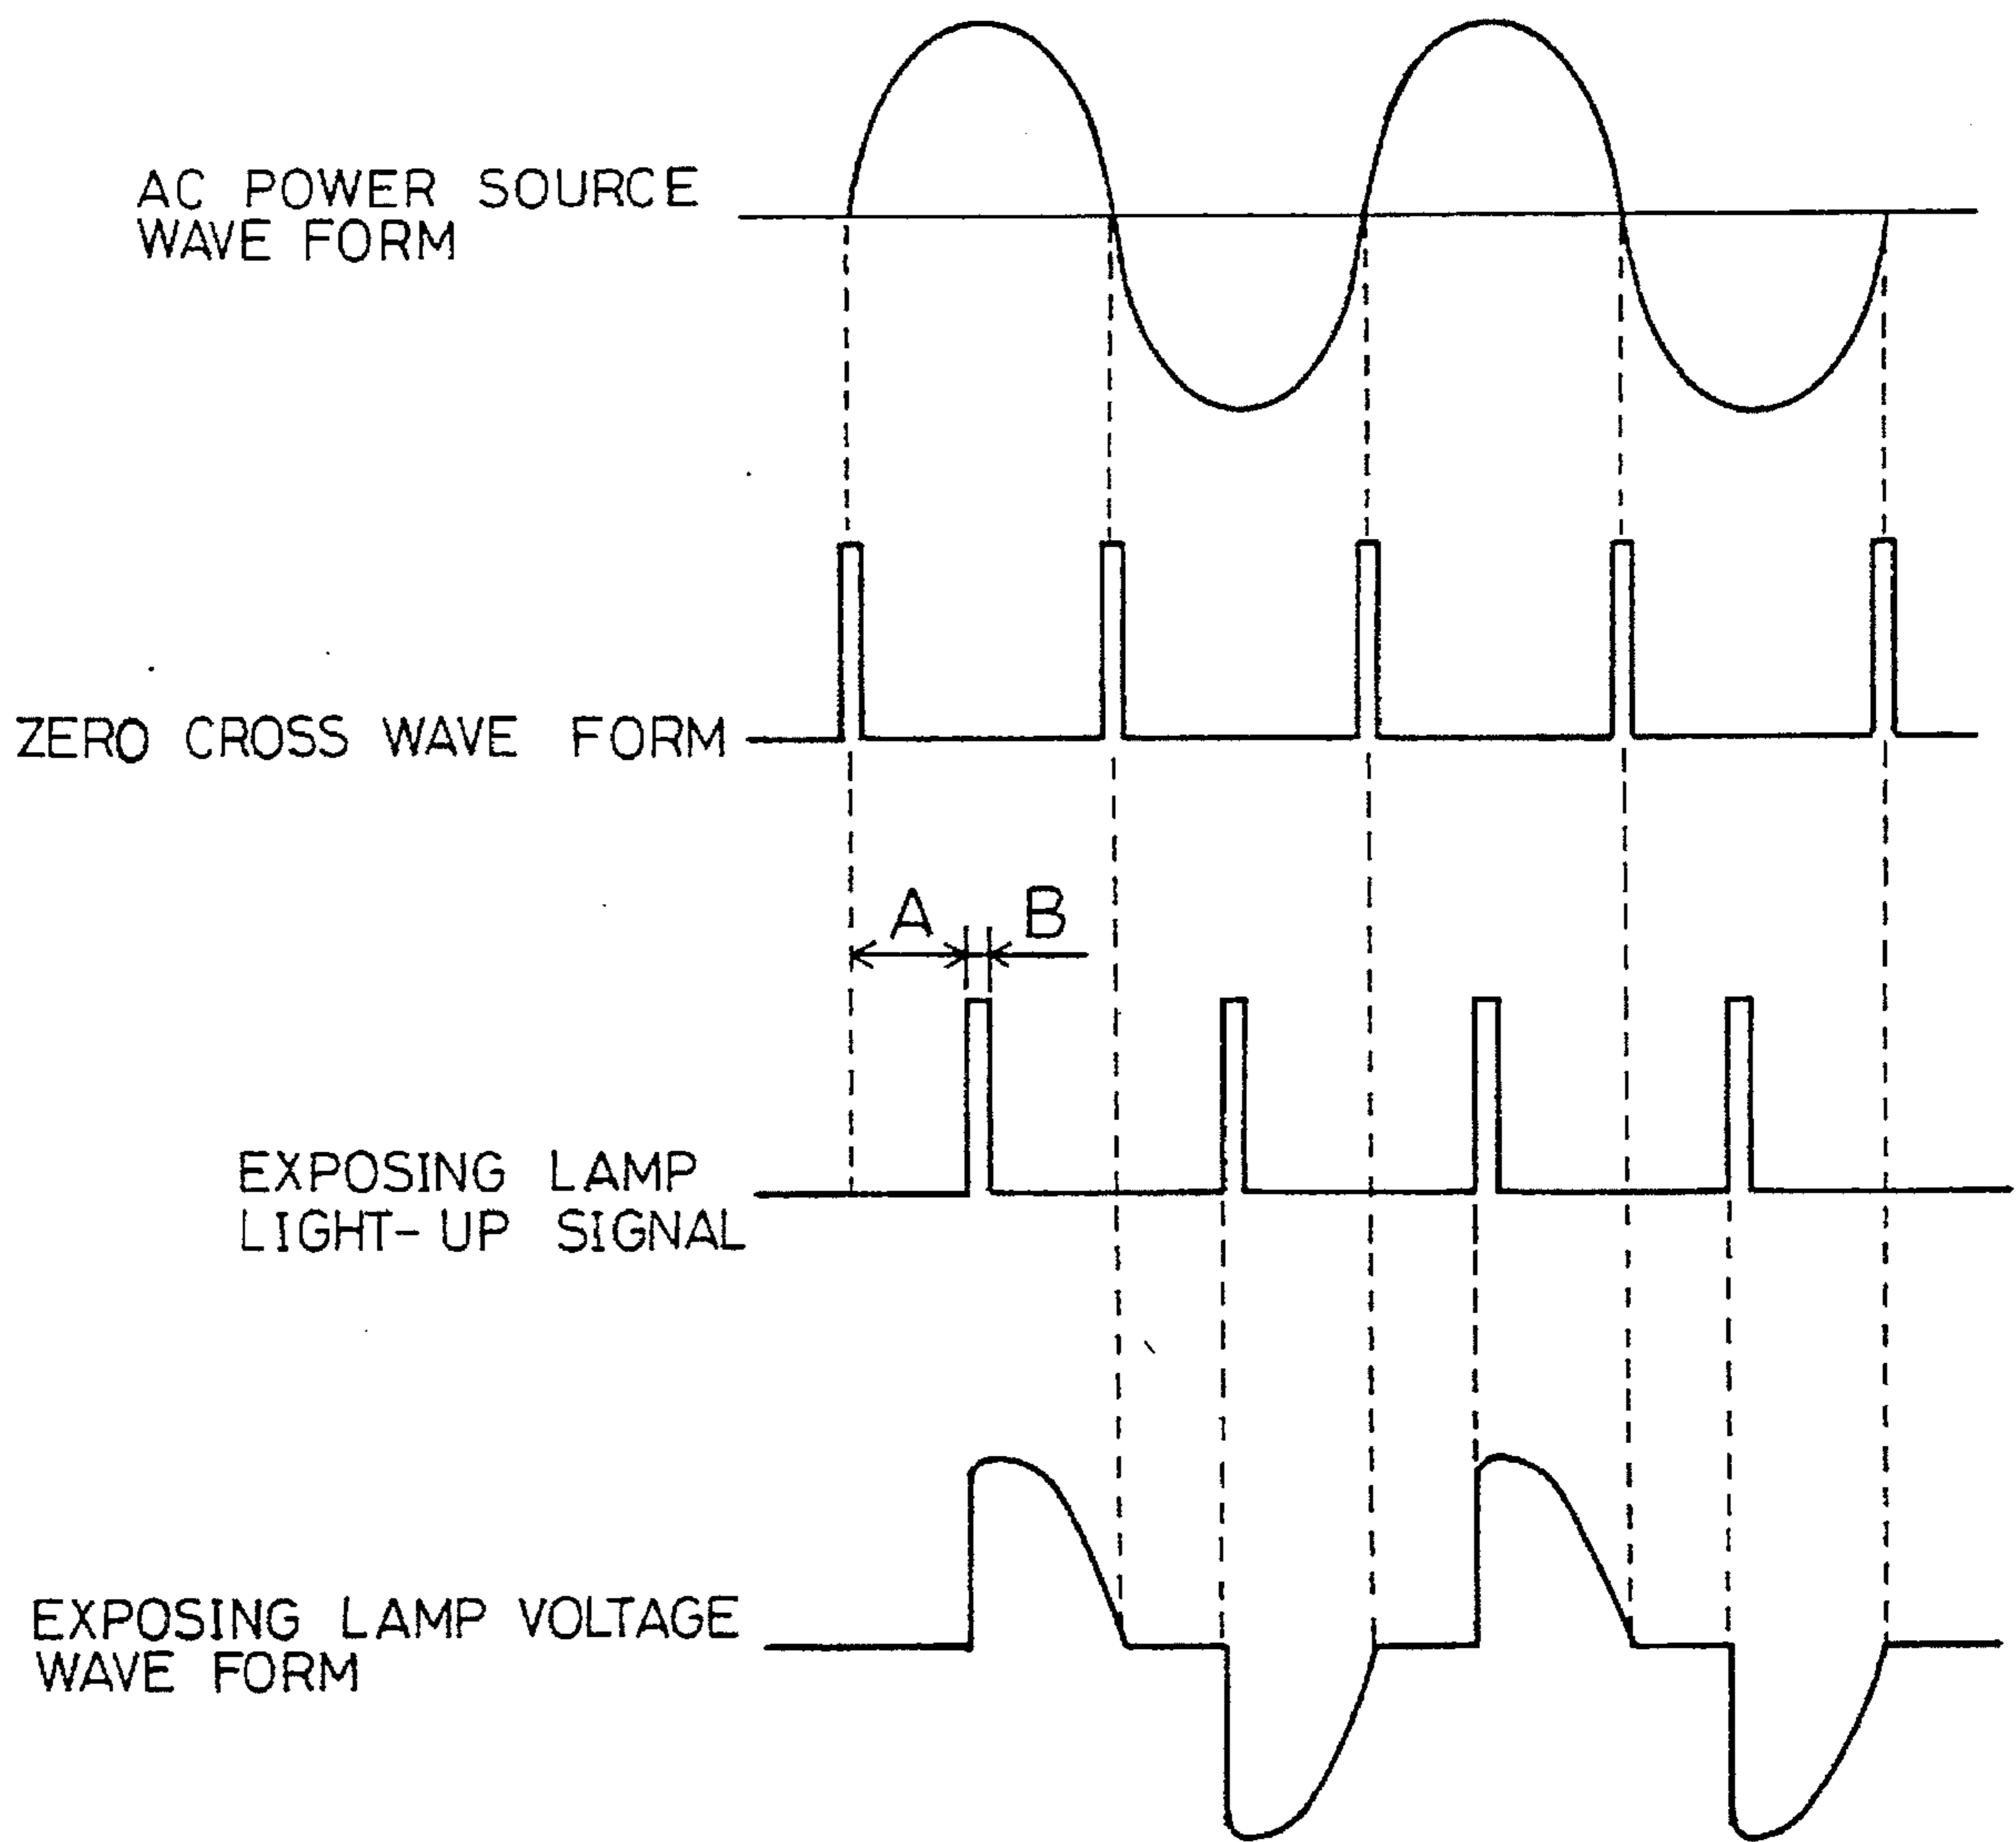 AC POWER SOURCE
WAVE FORM
ZERO CROSS WAVE FORM
A B
EXPOSING LAMP
LIGHT-UP SIGNAL
EXPOSING LAMP VOLTAGE
WAVE FORM